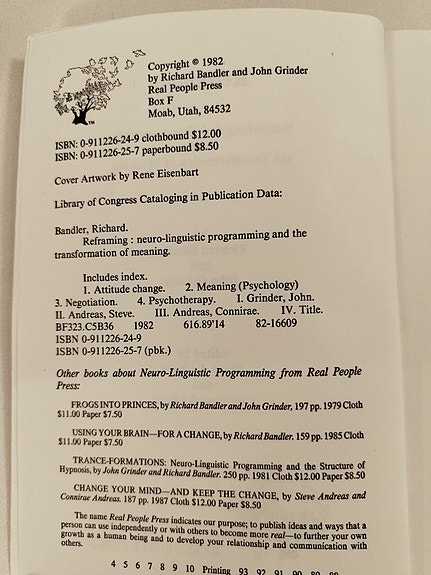 Copyright © 1982
by Richard Bandler and John Grinder
Real People Press
Box F
Moab, Utah, 84532
TM
ISBN: 0-911226-24-9 clothbound $12.00
ISBN: 0-911226-25-7 paperbound $8.50
Cover Artwork by Rene Eisenbart
Library of Congress Cataloging in Publication Data:
Bandler, Richard.
Reframing : neuro-linguistic programming and the
transformation of meaning.
Includes index.
1. Attitude change. 2. Meaning (Psychology)
3. Negotiation. 4. Psychotherapy. I. Grinder, John.
II. Andreas, Steve. III. Andreas, Connirae. IV. Title.
BF323.C5B36 1982 616.89'14 82-16609
ISBN 0-911226-24-9
ISBN 0-911226-25-7 (pbk.)
Other books about Neuro-Linguistic Programming from Real People
Press:
FROGS INTO PRINCES, by Richard Bandler and John Grinder, 197 pp. 1979 Cloth
$11.00 Paper $7.50
USING YOUR BRAIN—FOR A CHANGE, by Richard Bandler. 159 pp. 1985 Cloth
$11.00 Paper $7.50
TRANCE-FORMATIONS: Neuro-Linguistic Programming and the Structure of
Hypnosis, by John Grinder and Richard Bandler. 250 pp. 1981 Cloth $12.00 Paper $8.50
CHANGE YOUR MIND—AND KEEP THE CHANGE, by Steve Andreas and
Connirae Andreas. 187 pp. 1987 Cloth $12.00 Paper $8.50
The name Real People Press indicates our purpose; to publish ideas and ways that a
person can use independently or with others to become more real—to further your own
growth as a human being and to develop your relationship and communication with
others.
4 5 6 7 8 9 10 Printing 93 92 91 90 89